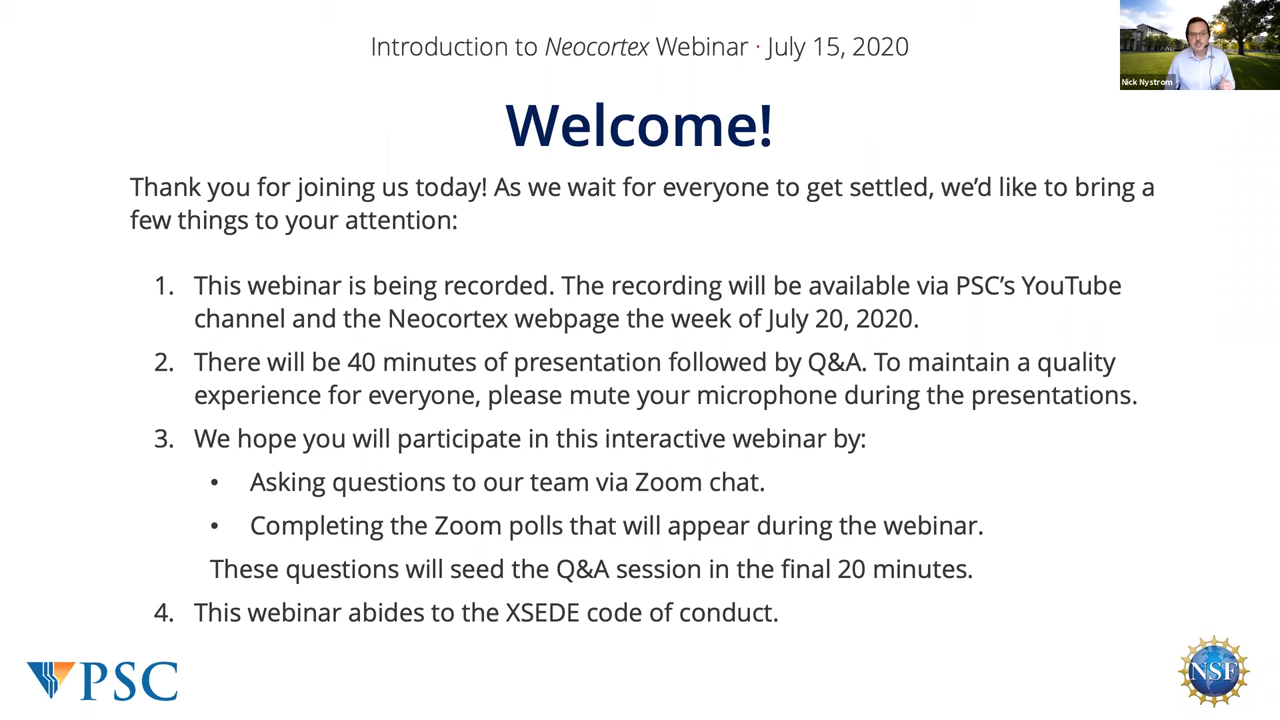 Introduction to Neocortex Webinar · July 15, 2020
Nick Nystrom
Welcome!
Thank you for joining us today! As we wait for everyone to get settled, we’d like to bring a
few things to your attention:
1. This webinar is being recorded. The recording will be available via PSC’s YouTube
channel and the Neocortex webpage the week of July 20, 2020.
2. There will be 40 minutes of presentation followed by Q&A. To maintain a quality
experience for everyone, please mute your microphone during the presentations.
3. We hope you will participate in this interactive webinar by:
• Asking questions to our team via Zoom chat.
• Completing the Zoom polls that will appear during the webinar.
These questions will seed the Q&A session in the final 20 minutes.
4. This webinar abides to the XSEDE code of conduct.
PSC
NSF